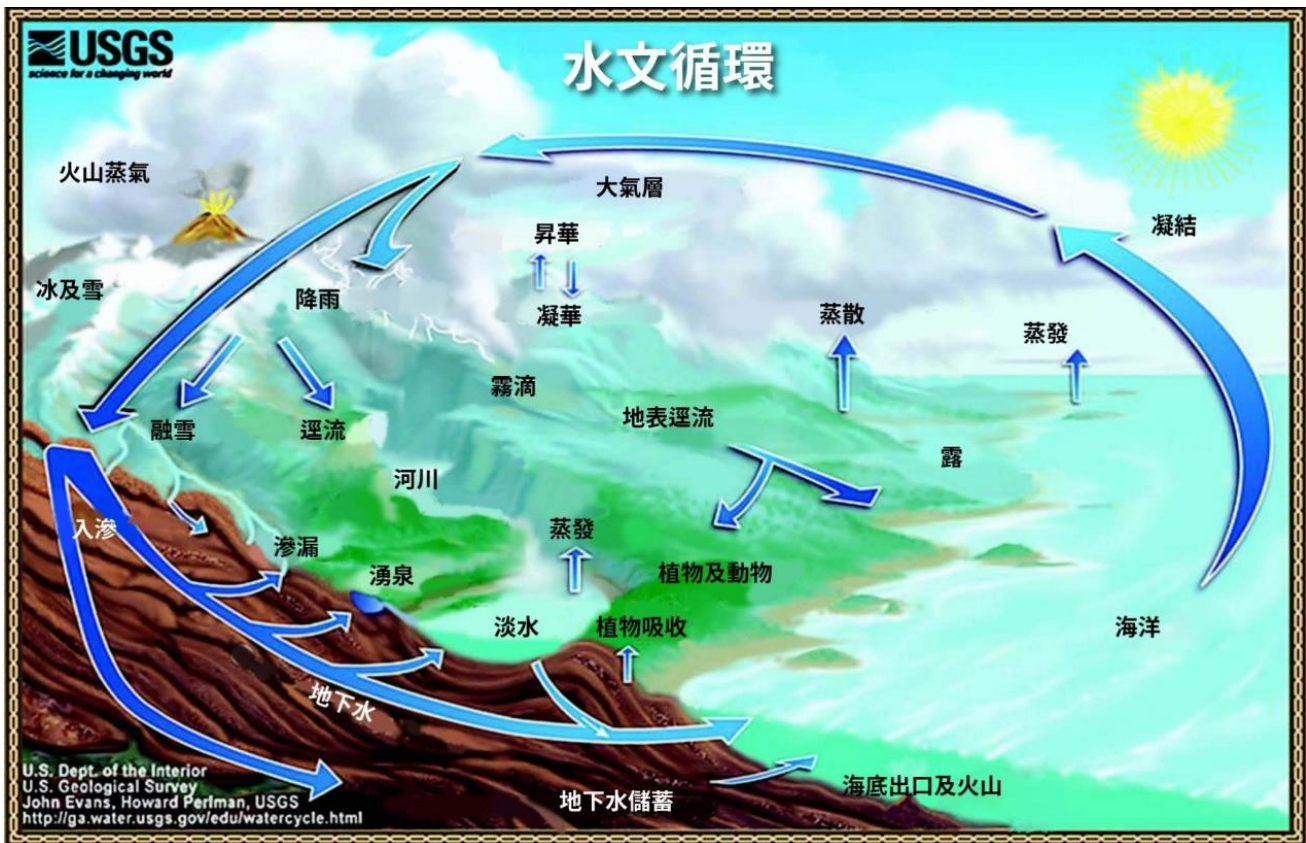 USGS
science for a changing world
水文循環
火山蒸氣
大氣層
凝結
昇華
冰及雪
降雨
凝華
蒸散
蒸發
霧滴
融雪
逕流
地表逕流
露
河川
入滲
滲漏
蒸發
湧泉
植物及動物
淡水
植物吸收
海洋
地下水
海底出口及火山
地下水儲蓄
U.S. Dept. of the Interior
U.S. Geological Survey
John Evans, Howard Perlman, USGS
http://ga.water.usgs.gov/edu/watercycle.html